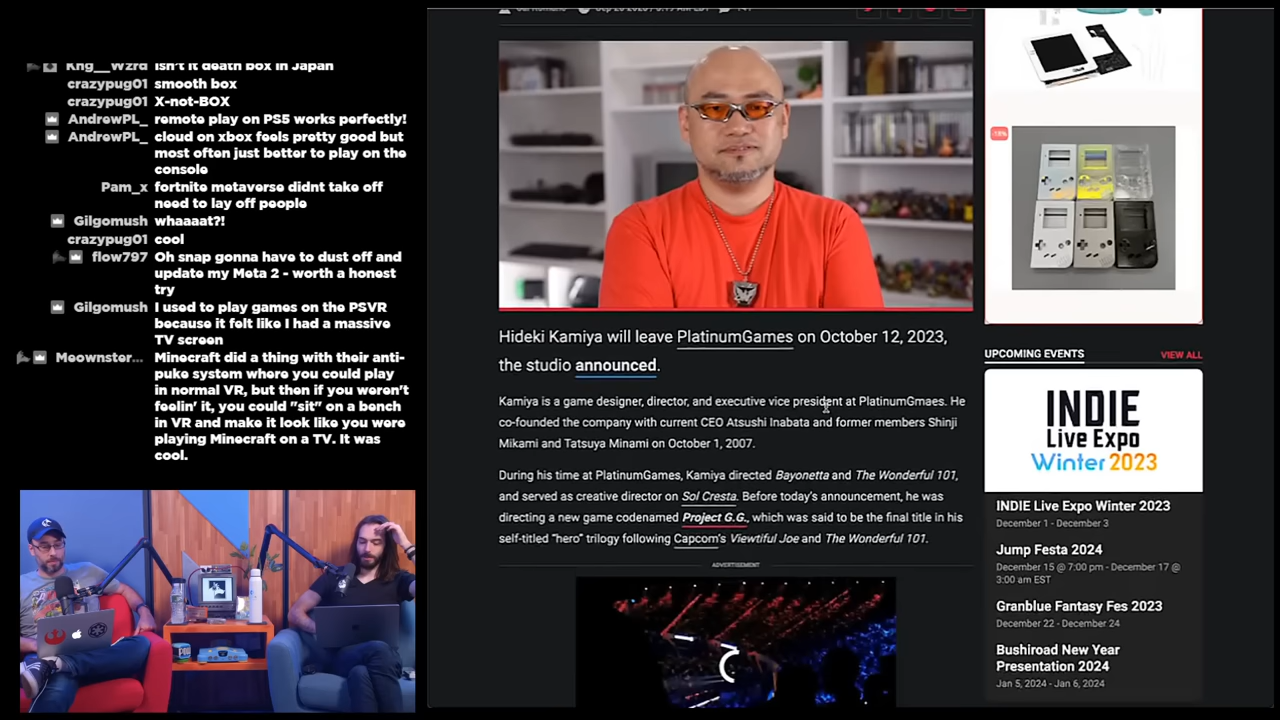 Kng__Wzrd isn't it death box in Japan
crazypug01 smooth box
crazypug01 X-not-BOX
AndrewPL_ remote play on PS5 works perfectly!
AndrewPL_ cloud on xbox feels pretty good but
most often just better to play on the
console
Pam_x fortnite metaverse didnt take off
need to lay off people
Gilgomush whaaaat?!
crazypug01 cool
flow797 Oh snap gonna have to dust off and
update my Meta 2 - worth a honest
try
Gilgomush I used to play games on the PSVR
because it felt like I had a massive
TV screen
Meownster... Minecraft did a thing with their anti-
puke system where you could play
in normal VR, but then if you weren't
feelin' it, you could "sit" on a bench
in VR and make it look like you were
playing Minecraft on a TV. It was
cool.
Hideki Kamiya will leave PlatinumGames on October 12, 2023,
the studio announced.
Kamiya is a game designer, director, and executive vice president at PlatinumGmaes. He
co-founded the company with current CEO Atsushi Inabata and former members Shinji
Mikami and Tatsuya Minami on October 1, 2007.
During his time at PlatinumGames, Kamiya directed Bayonetta and The Wonderful 101,
and served as creative director on Sol Cresta. Before today's announcement, he was
directing a new game codenamed Project G.G., which was said to be the final title in his
self-titled "hero" trilogy following Capcom's Viewtiful Joe and The Wonderful 101.
ADVERTISEMENT
UPCOMING EVENTS VIEW ALL
INDIE
Live Expo
Winter 2023
INDIE Live Expo Winter 2023
December 1 - December 3
Jump Festa 2024
December 15 @ 7:00 pm - December 17 @
3:00 am EST
Granblue Fantasy Fes 2023
December 22 - December 24
Bushiroad New Year
Presentation 2024
Jan 5, 2024 - Jan 6, 2024